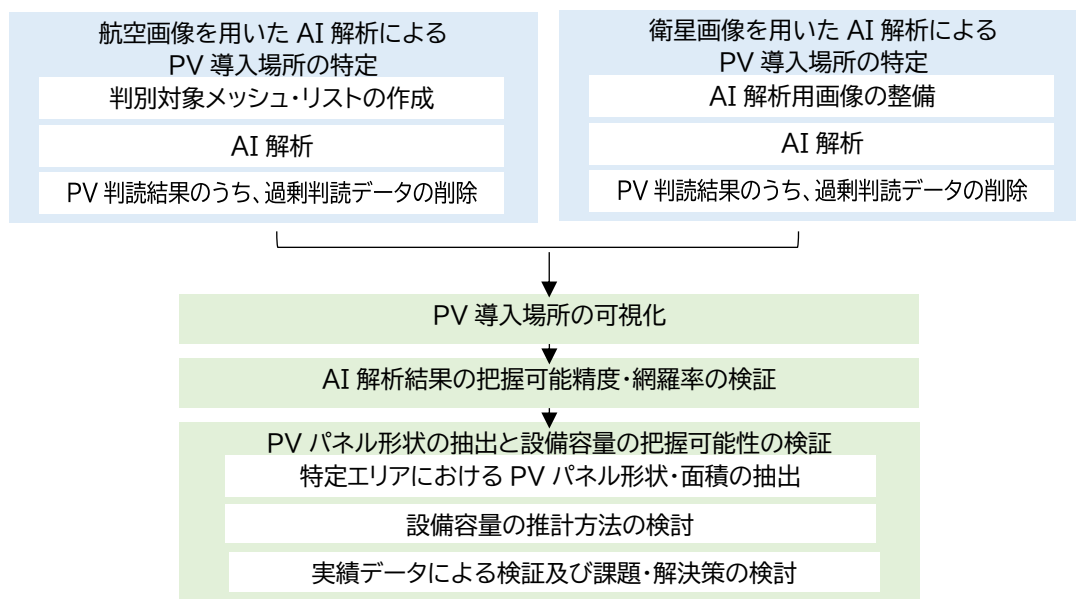 航空画像を用いた AI 解析による
PV 導入場所の特定
判別対象メッシュ・リストの作成
AI 解析
PV 判読結果のうち、過剰判読データの削除
衛星画像を用いた AI 解析による
PV 導入場所の特定
AI 解析用画像の整備
AI 解析
PV 判読結果のうち、過剰判読データの削除
PV 導入場所の可視化
AI 解析結果の把握可能精度・網羅率の検証
PV パネル形状の抽出と設備容量の把握可能性の検証
特定エリアにおける PV パネル形状・面積の抽出
設備容量の推計方法の検討
実績データによる検証及び課題・解決策の検討